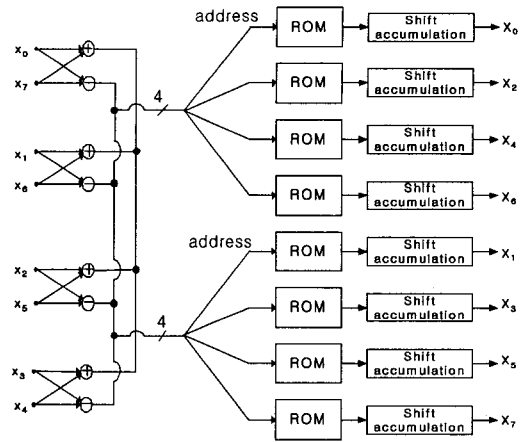 address
x0
x7
x1
x6
x2
x5
x3
x4
+
−
+
−
+
−
+
−
4
ROM
Shift accumulation
X0
ROM
Shift accumulation
X2
ROM
Shift accumulation
X4
ROM
Shift accumulation
X6
address
4
ROM
Shift accumulation
X1
ROM
Shift accumulation
X3
ROM
Shift accumulation
X5
ROM
Shift accumulation
X7